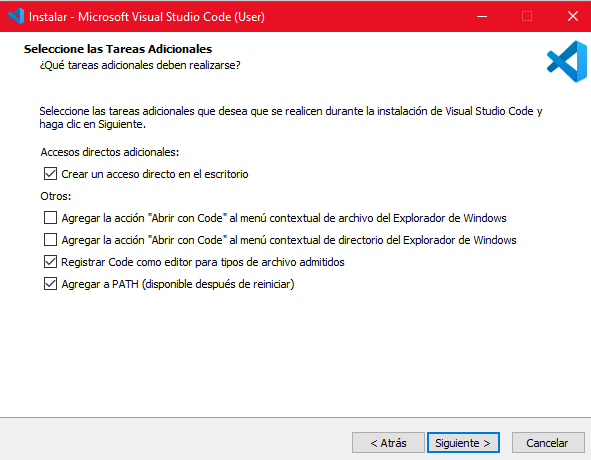 Instalar - Microsoft Visual Studio Code (User)
Seleccione las Tareas Adicionales
¿Qué tareas adicionales deben realizarse?
Seleccione las tareas adicionales que desea que se realicen durante la instalación de Visual Studio Code y
haga clic en Siguiente.
Accesos directos adicionales:
Crear un acceso directo en el escritorio
Otros:
Agregar la acción "Abrir con Code" al menú contextual de archivo del Explorador de Windows
Agregar la acción "Abrir con Code" al menú contextual de directorio del Explorador de Windows
Registrar Code como editor para tipos de archivo admitidos
Agregar a PATH (disponible después de reiniciar)
< Atrás
Siguiente >
Cancelar